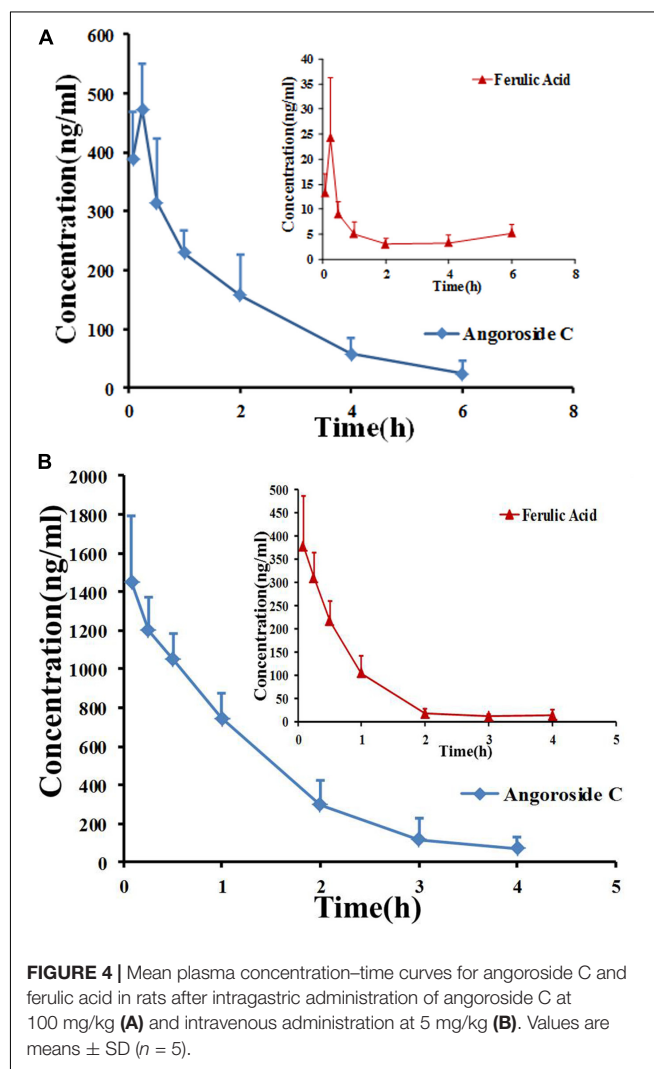 A
600
500
400
300
200
100
0
Concentration(ng/ml)
0 2 4 6 8
Time(h)
Angoroside C
40
35
30
25
20
15
10
5
0
Concentration(ng/ml)
0 2 4 6 8
Time(h)
Ferulic Acid
B
2000
1800
1600
1400
1200
1000
800
600
400
200
0
Concentration(ng/ml)
0 1 2 3 4 5
Time(h)
Angoroside C
500
450
400
350
300
250
200
150
100
50
0
Concentration(ng/ml)
0 1 2 3 4 5
Time(h)
Ferulic Acid
FIGURE 4 | Mean plasma concentration–time curves for angoroside C and
ferulic acid in rats after intragastric administration of angoroside C at
100 mg/kg (A) and intravenous administration at 5 mg/kg (B). Values are
means ± SD (n = 5).